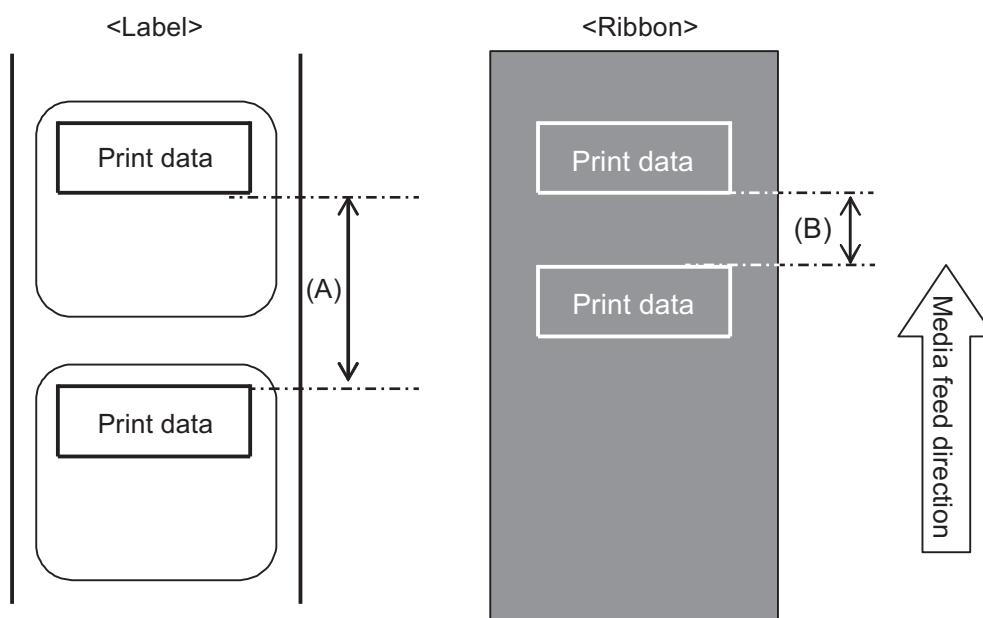 <Label>
<Ribbon>
Print data
Print data
(A)
Print data
Print data
(B)
Media feed direction